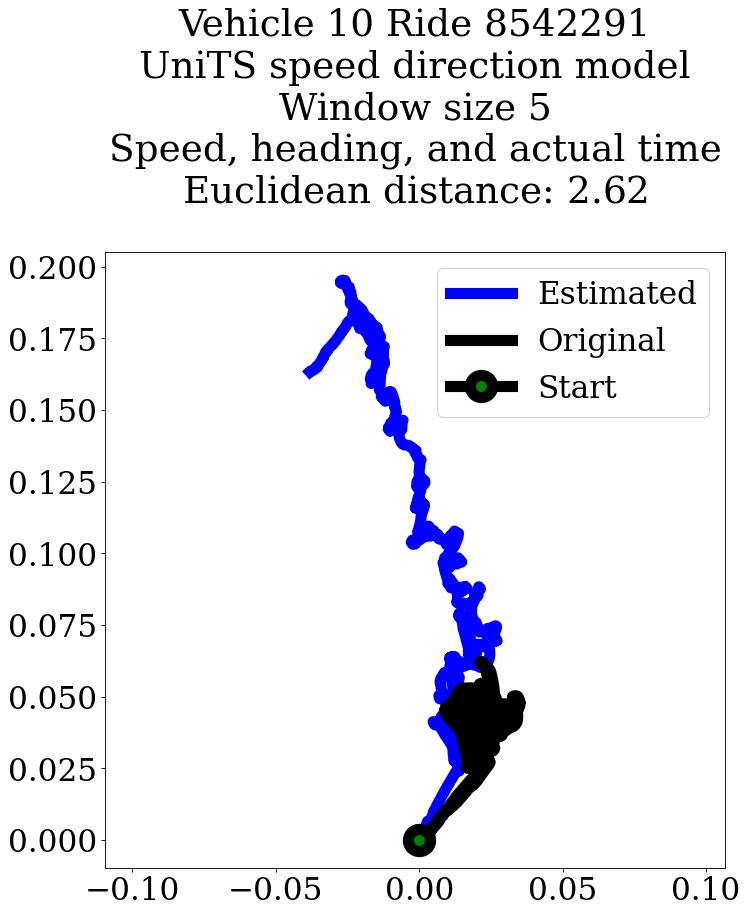 Vehicle 10 Ride 8542291
UniTS speed direction model
Window size 5
Speed, heading, and actual time
Euclidean distance: 2.62
Estimated
Original
Start
0.200
0.175
0.150
0.125
0.100
0.075
0.050
0.025
0.000
−0.10 −0.05 0.00 0.05 0.10